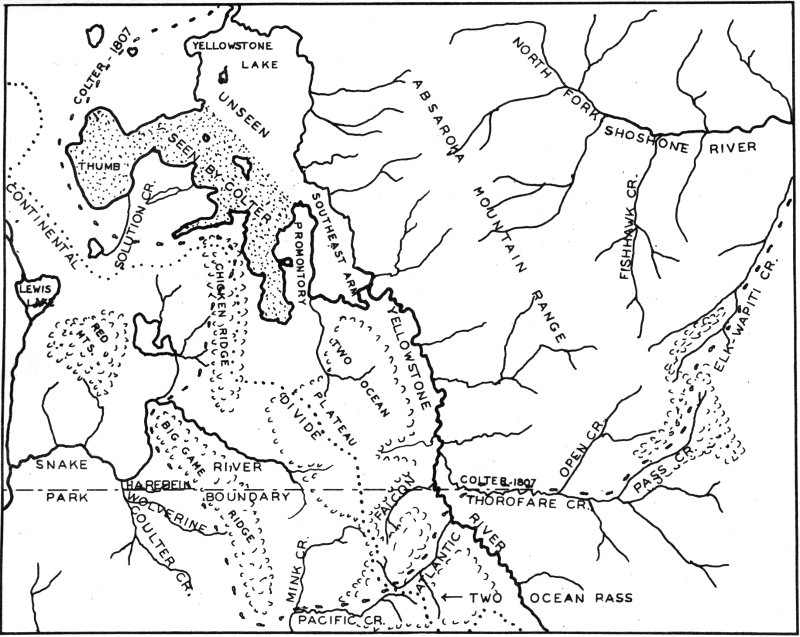 COLTER - 1807
YELLOWSTONE
LAKE
UNSEEN
SEEN BY COLTER
THUMB
SOLUTION CR.
CONTINENTAL
LEWIS
LAKE
RED
MTS.
CHICKEN RIDGE
PROMONTORY
SOUTHEAST ARM
ABSAROKA
MOUNTAIN
RANGE
NORTH
FORK
SHOSHONE RIVER
FISHHAWK CR.
ELK-WAPITI CR.
YELLOWSTONE
RIVER
TWO
OCEAN
PLATEAU
DIVIDE
BIG GAME
RIDGE
SNAKE
RIVER
PARK
BOUNDARY
HAREBELL
WOLVERINE
COULTER CR.
MINK CR.
FALCON
ATLANTIC
PACIFIC CR.
← TWO OCEAN PASS
COLTER-1807
THOROFARE CR.
OPEN CR.
PASS CR.